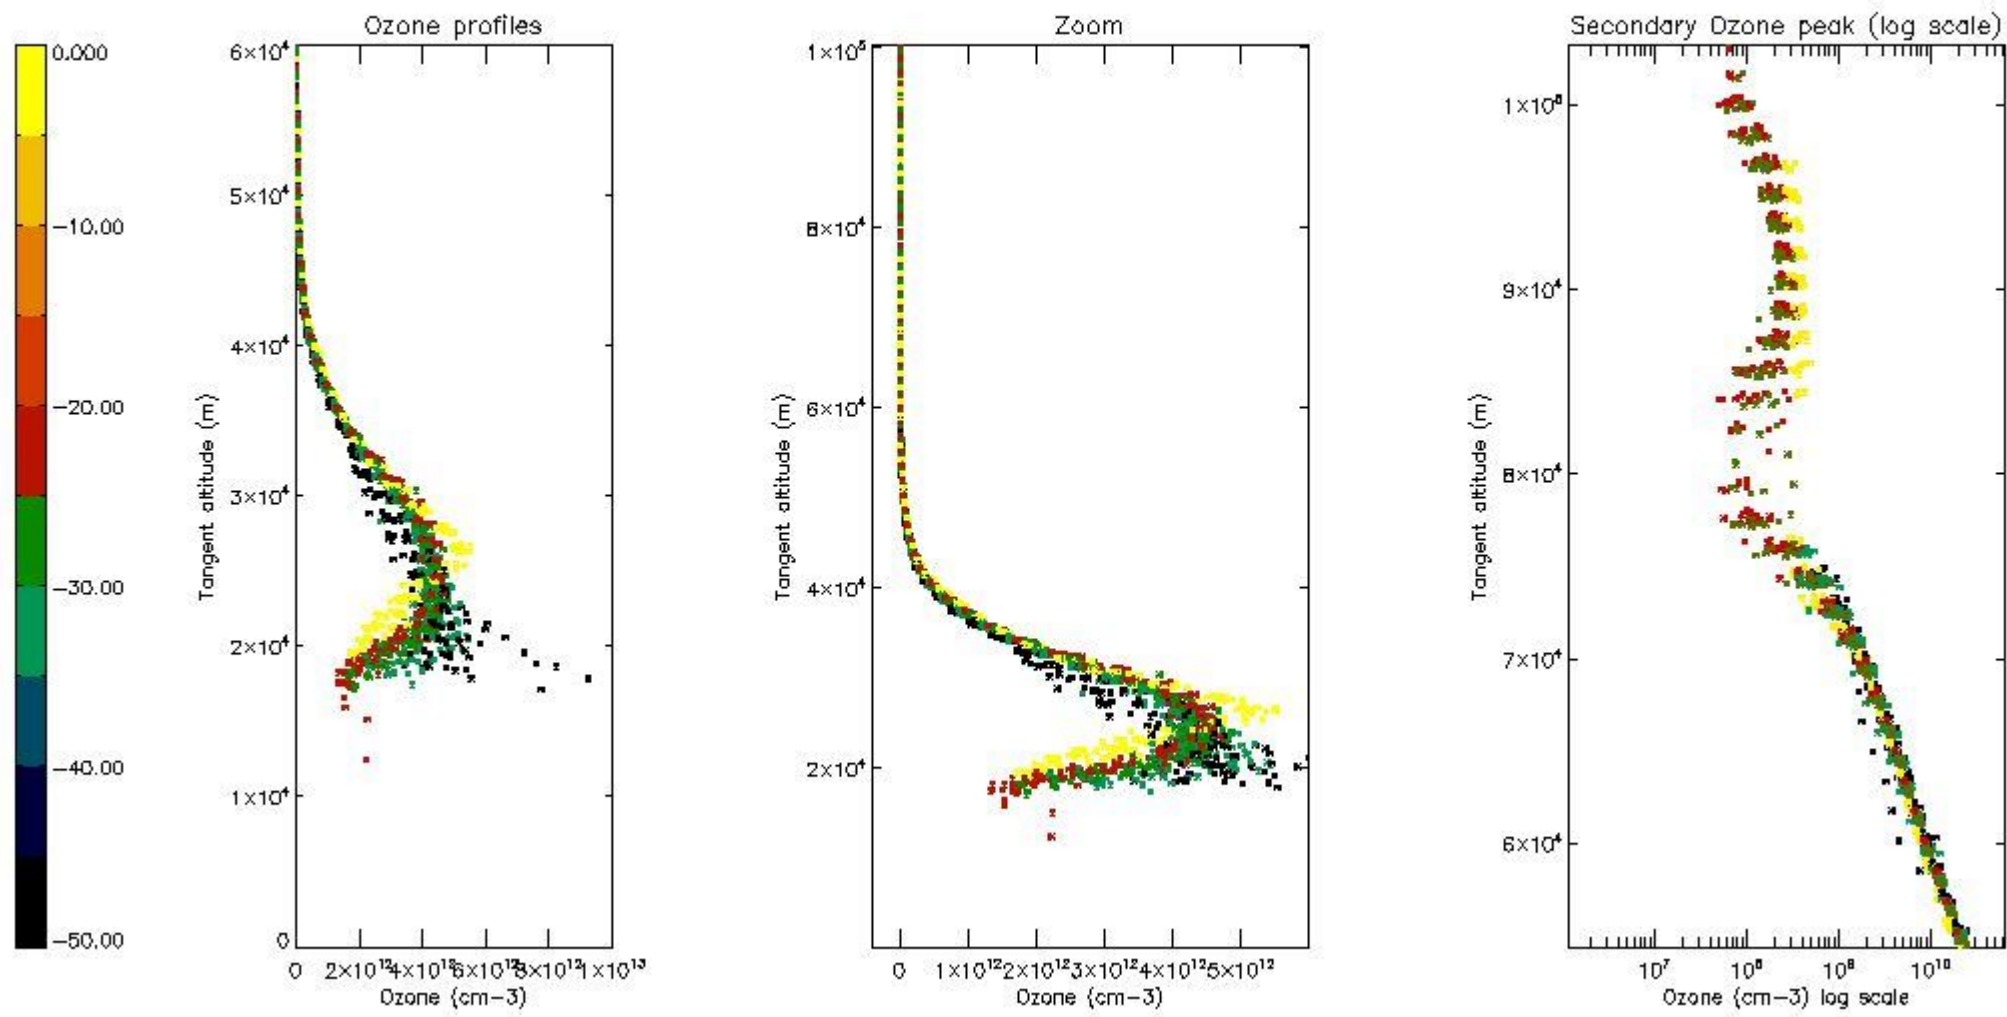 0.000
−10.00
−20.00
−30.00
−40.00
−50.00
Ozone profiles
6×10⁴
5×10⁴
4×10⁴
3×10⁴
2×10⁴
1×10⁴
0
Tangent altitude (m)
0 2×10¹² 4×10¹² 6×10¹² 8×10¹² 1×10¹³
Ozone (cm−3)
Zoom
1×10⁵
8×10⁴
6×10⁴
4×10⁴
2×10⁴
Tangent altitude (m)
0 1×10¹² 2×10¹² 3×10¹² 4×10¹² 5×10¹²
Ozone (cm−3)
Secondary Ozone peak (log scale)
1×10⁵
9×10⁴
8×10⁴
7×10⁴
6×10⁴
Tangent altitude (m)
10⁷ 10⁸ 10⁹ 10¹⁰
Ozone (cm−3) log scale